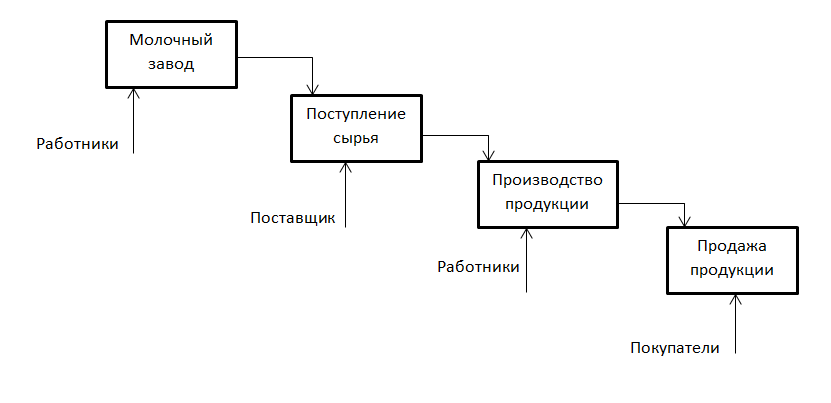 Молочный
завод
Работники
Поступление
сырья
Поставщик
Производство
продукции
Работники
Продажа
продукции
Покупатели